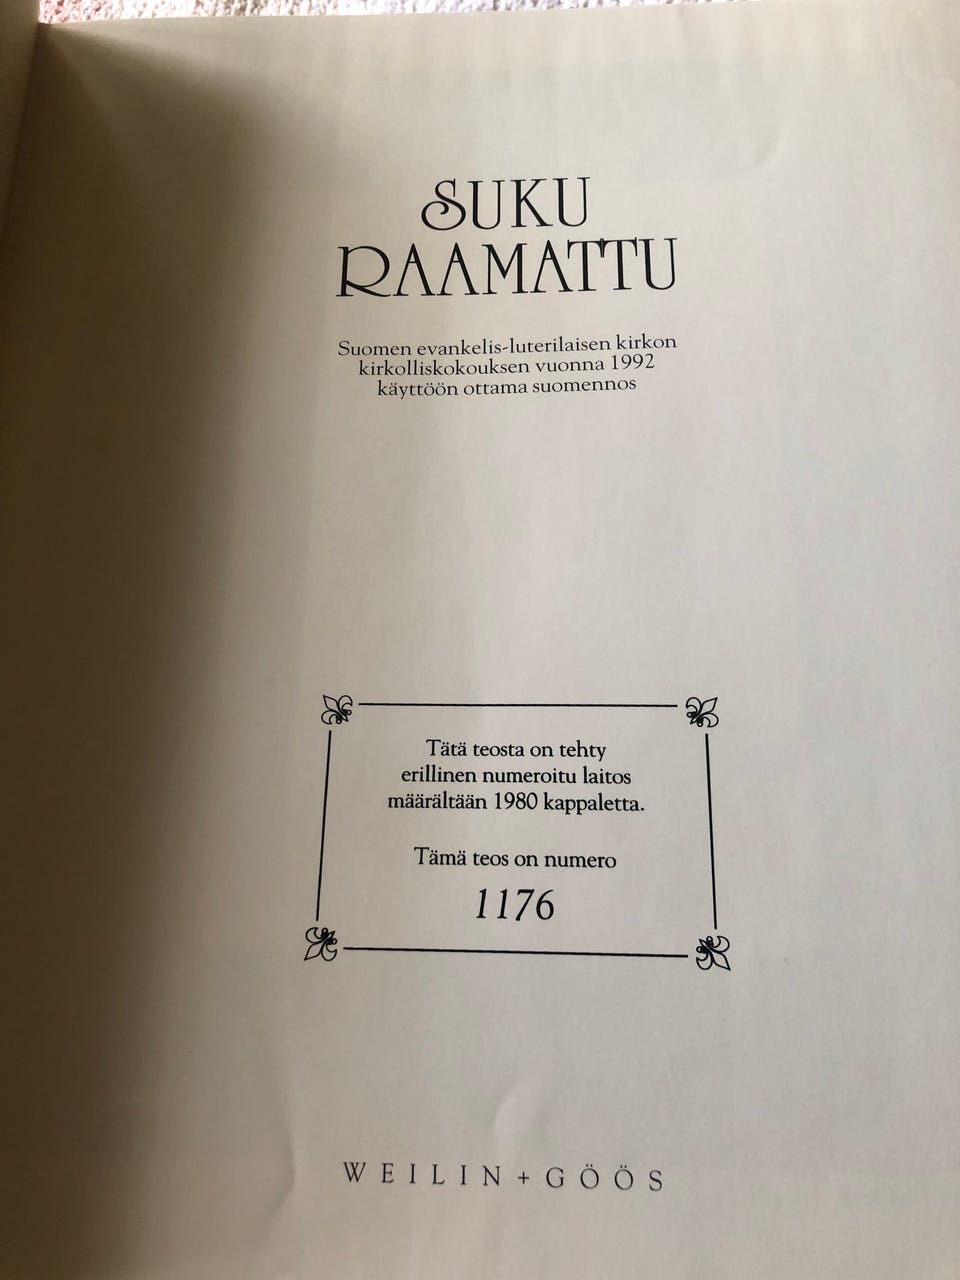 SUKU
RAAMATTU
Suomen evankelis-luterilaisen kirkon
kirkolliskokouksen vuonna 1992
käyttöön ottama suomennos
Tätä teosta on tehty
erillinen numeroitu laitos
määrältään 1980 kappaletta.
Tämä teos on numero
1176
WEILIN+GÖÖS